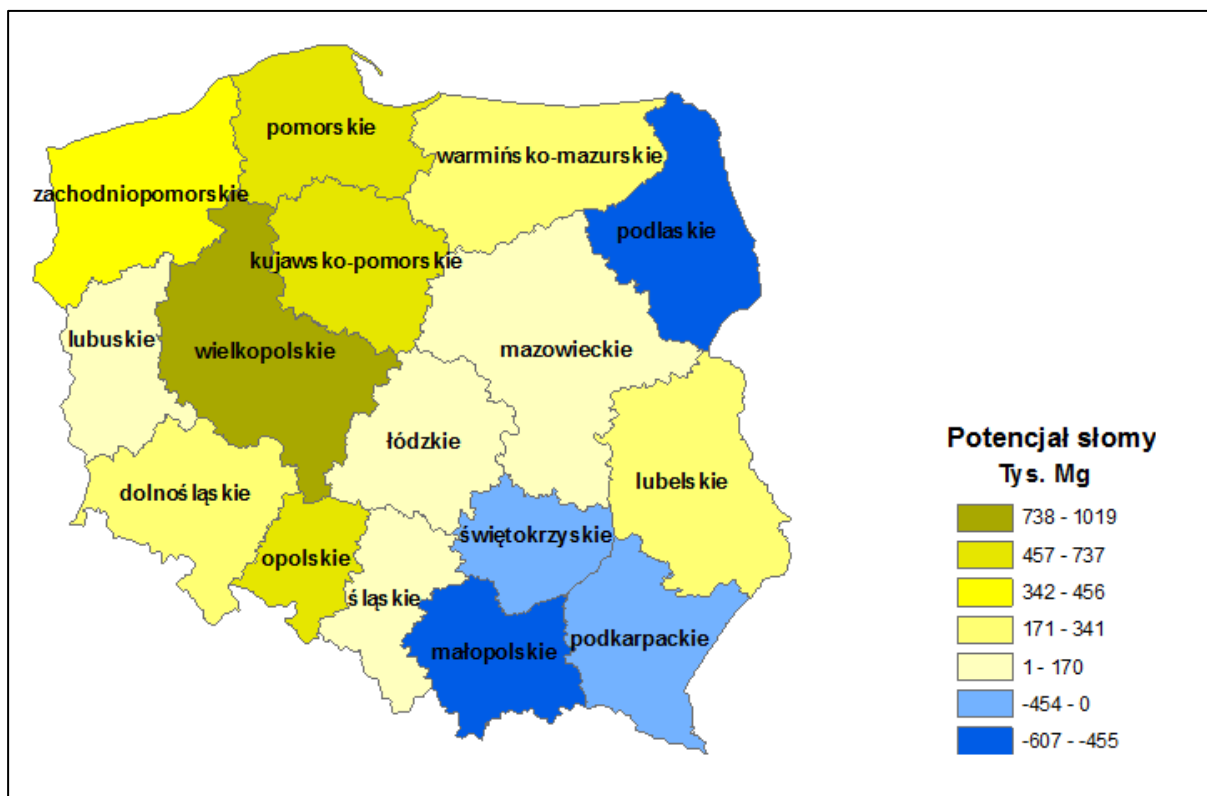 pomorskie
warmińsko-mazurskie
zachodniopomorskie
podlaskie
kujawsko-pomorskie
lubuskie
wielkopolskie
mazowieckie
łódzkie
dolnośląskie
lubelskie
świętokrzyskie
opolskie
śląskie
podkarpackie
małopolskie
Potencjał słomy
Tys. Mg
738 - 1019
457 - 737
342 - 456
171 - 341
1 - 170
-454 - 0
-607 - -455